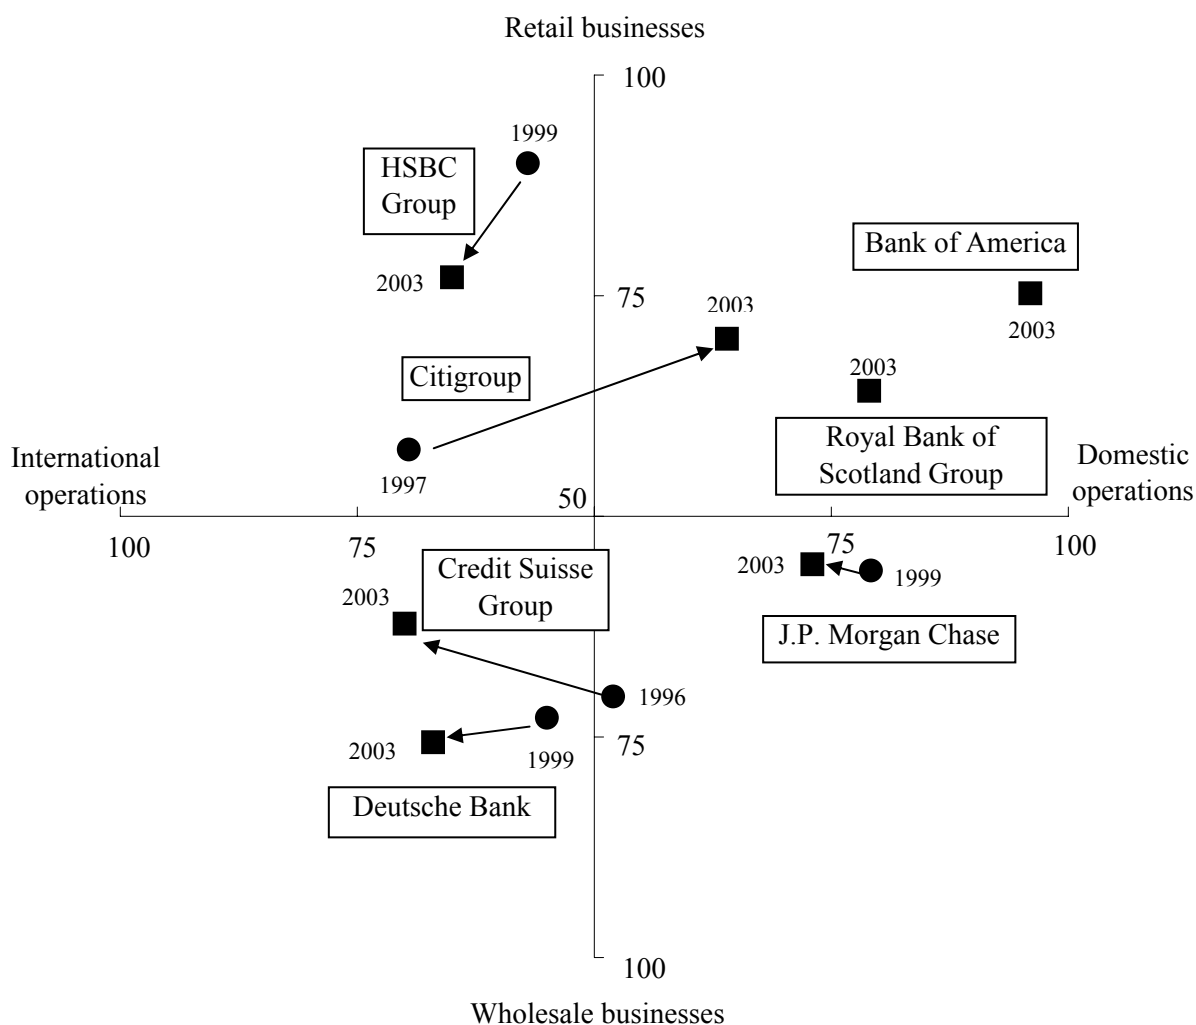 Retail businesses
100
1999
HSBC
Group
Bank of America
2003
75
2003
2003
2003
Citigroup
Royal Bank of
Scotland Group
International
operations
1997
50
Domestic
operations
100
75
75
100
Credit Suisse
Group
2003
2003
1999
J.P. Morgan Chase
1996
2003
1999
75
Deutsche Bank
100
Wholesale businesses